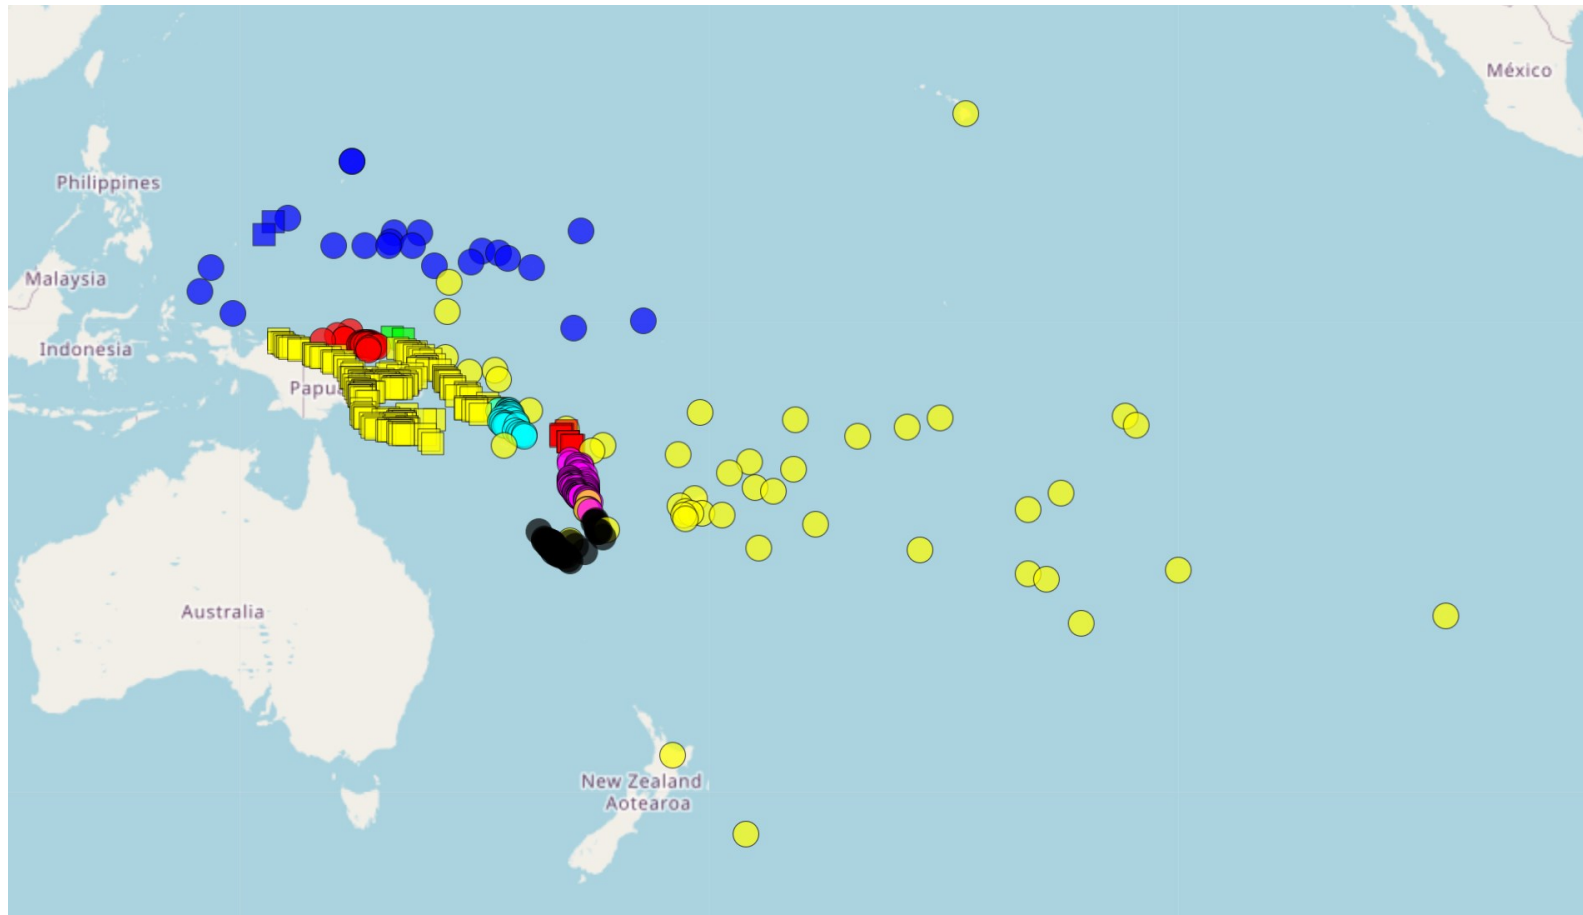 México
Philippines
Malaysia
Indonesia
Papu
Australia
New Zealand
Aotearoa